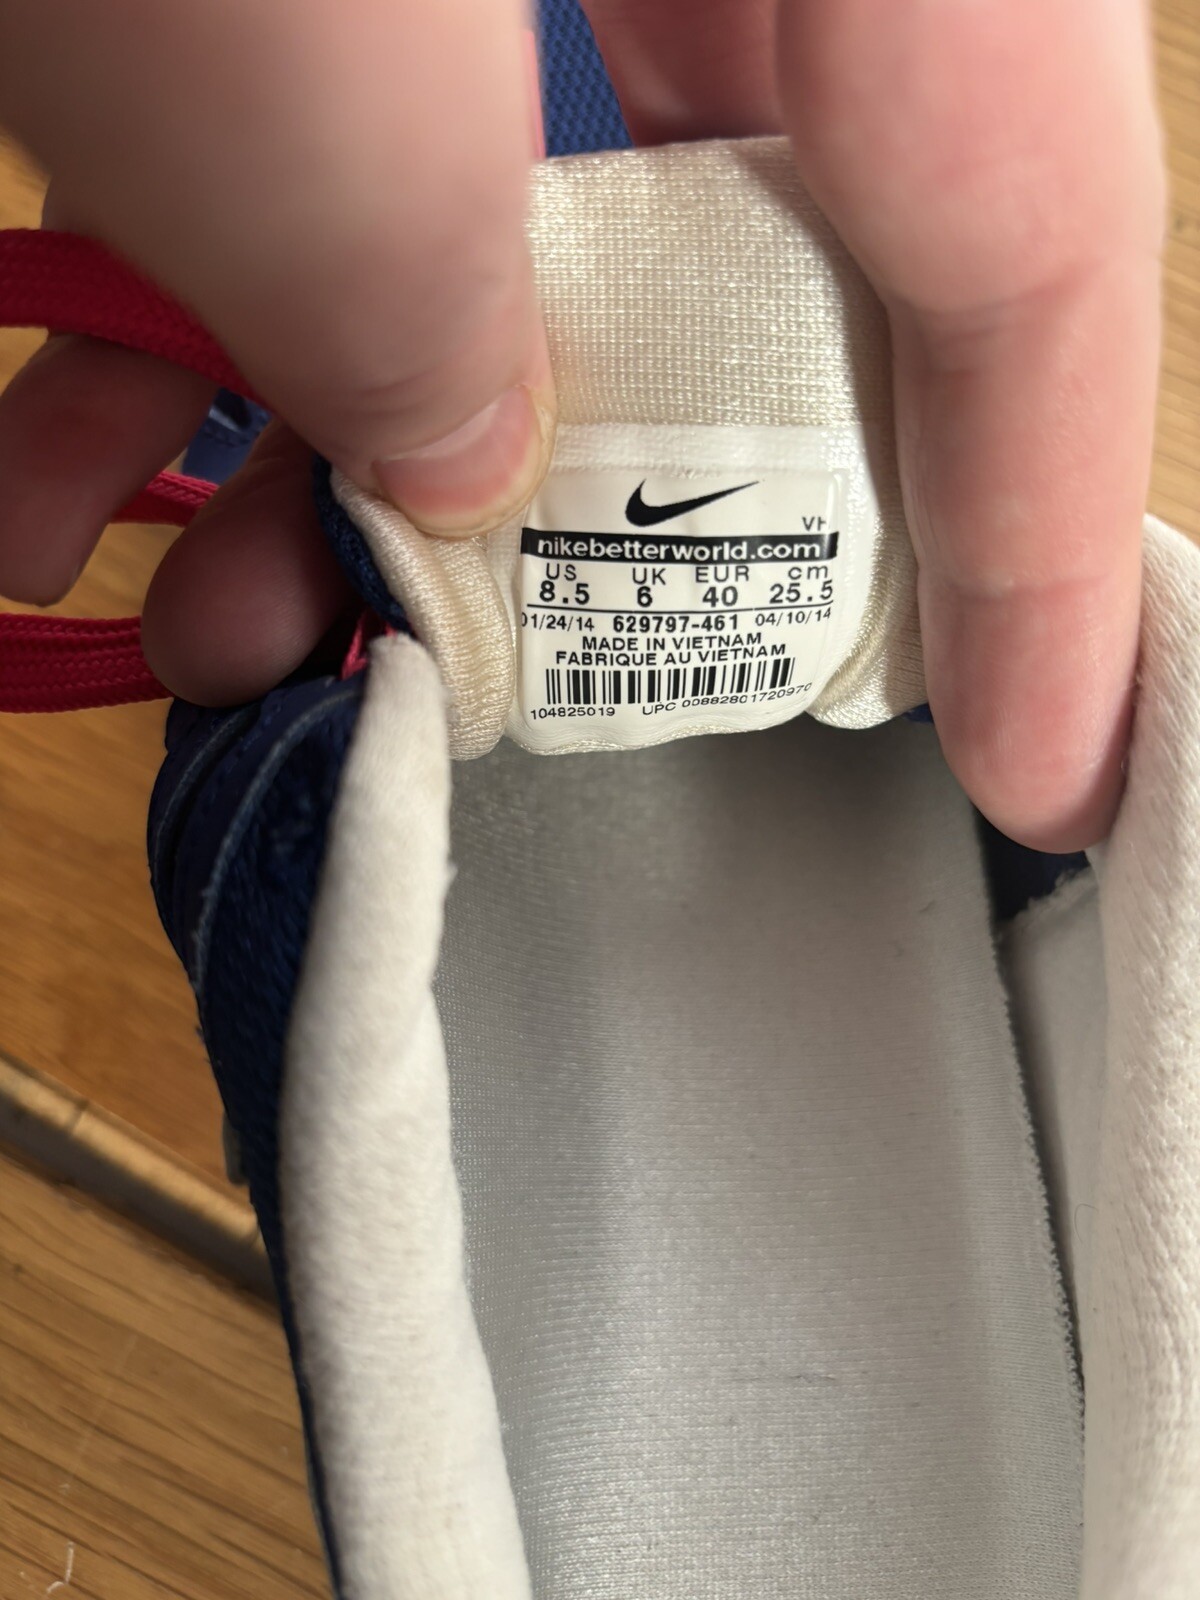 VH
nikebetterworld.com
US UK EUR cm
8.5 6 40 25.5
01/24/14 629797-461 04/10/14
MADE IN VIETNAM
FABRIQUE AU VIETNAM
104825019 UPC 00882801720970